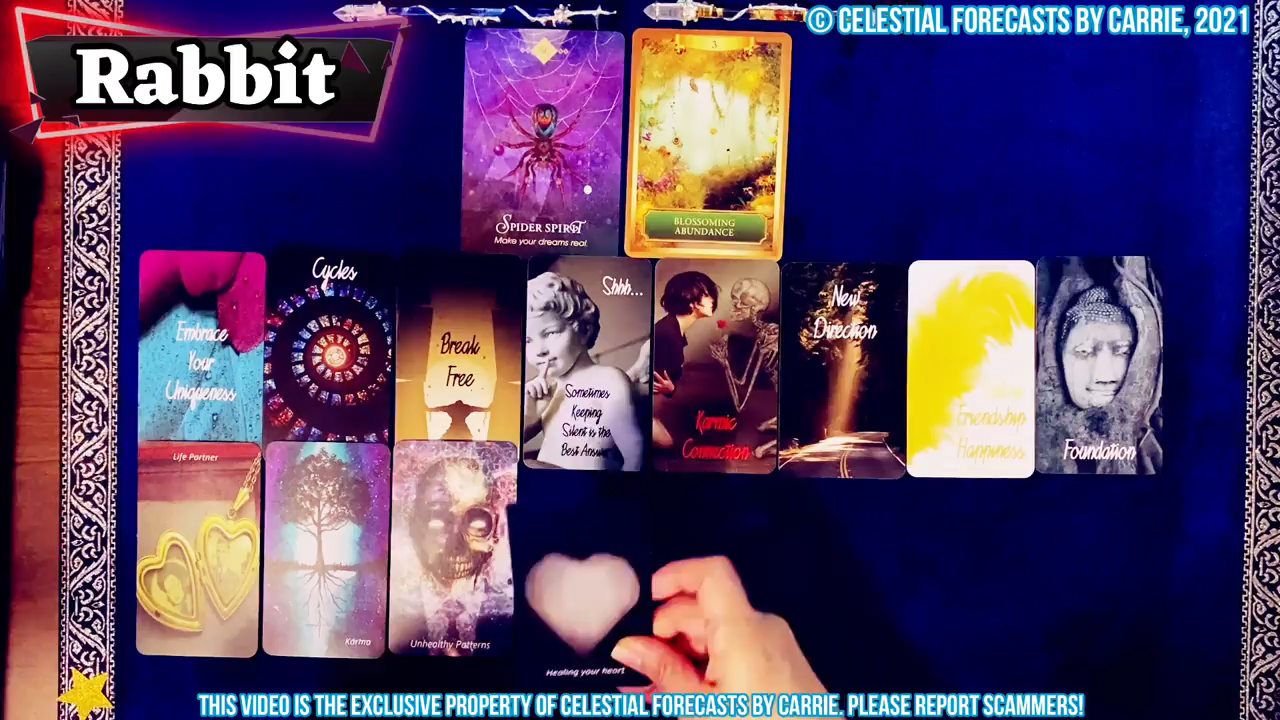 © CELESTIAL FORECASTS BY CARRIE, 2021
Rabbit
3
SPIDER SPIRIT
Make your dreams real
BLOSSOMING
ABUNDANCE
Embrace
Your
Uniqueness
Cycles
Break
Free
Shhh...
Sometimes
Keeping
Silent is the
Best Answer
Karmic
Connection
New
Direction
Friendship
Happiness
Foundation
Life Partner
Karma
Unhealthy Patterns
Healing your heart
THIS VIDEO IS THE EXCLUSIVE PROPERTY OF CELESTIAL FORECASTS BY CARRIE. PLEASE REPORT SCAMMERS!